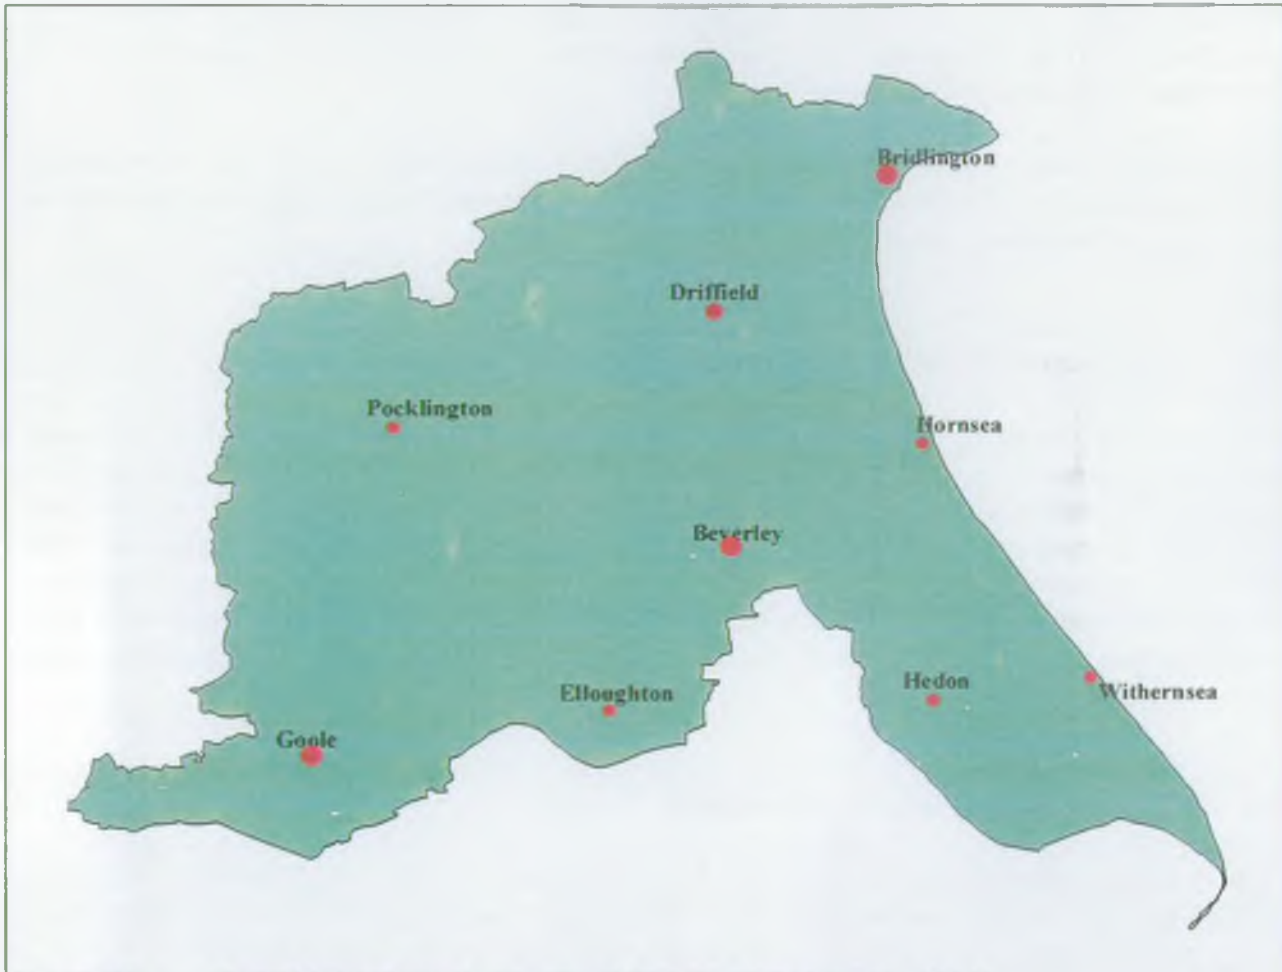 Bridlington
Driffield
Pocklington
Hornsea
Beverley
Elloughton
Hedon
Withernsea
Goole